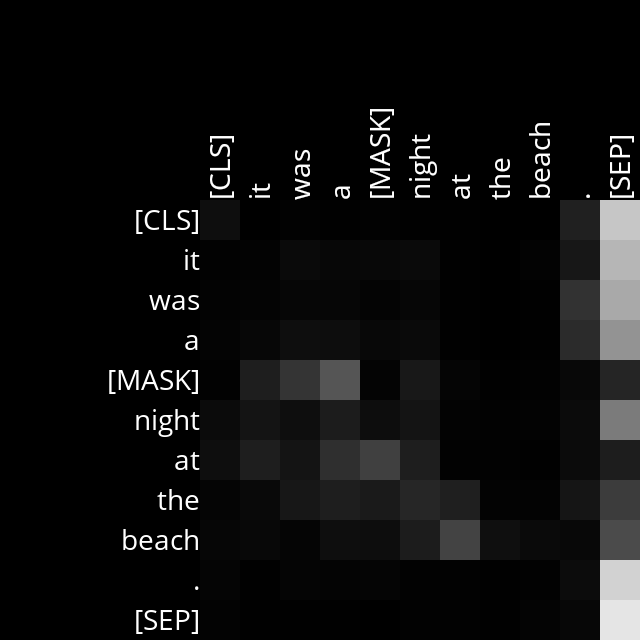 [CLS] it was a [MASK] night at the beach . [SEP]
[CLS]
it
was
a
[MASK]
night
at
the
beach
.
[SEP]